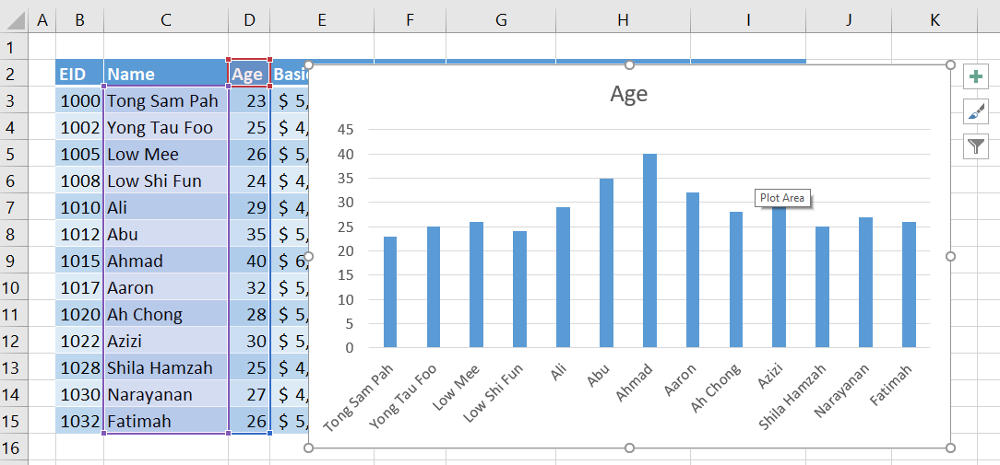 A B C D E F G H I J K
1
2 EID Name Age
3 1000 Tong Sam Pah 23 $ 5,
4 1002 Yong Tau Foo 25 $ 4,
5 1005 Low Mee 26 $ 5,
6 1008 Low Shi Fun 24 $ 4,
7 1010 Ali 29 $ 4,
8 1012 Abu 35 $ 5,
9 1015 Ahmad 40 $ 6,
10 1017 Aaron 32 $ 5,
11 1020 Ah Chong 28 $ 5,
12 1022 Azizi 30 $ 5,
13 1028 Shila Hamzah 25 $ 4,
14 1030 Narayanan 27 $ 4,
15 1032 Fatimah 26 $ 5,
16
Age
45
40
35
30
25
20
15
10
5
0
Plot Area
Tong Sam Pah
Yong Tau Foo
Low Mee
Low Shi Fun
Ali
Abu
Ahmad
Aaron
Ah Chong
Azizi
Shila Hamzah
Narayanan
Fatimah